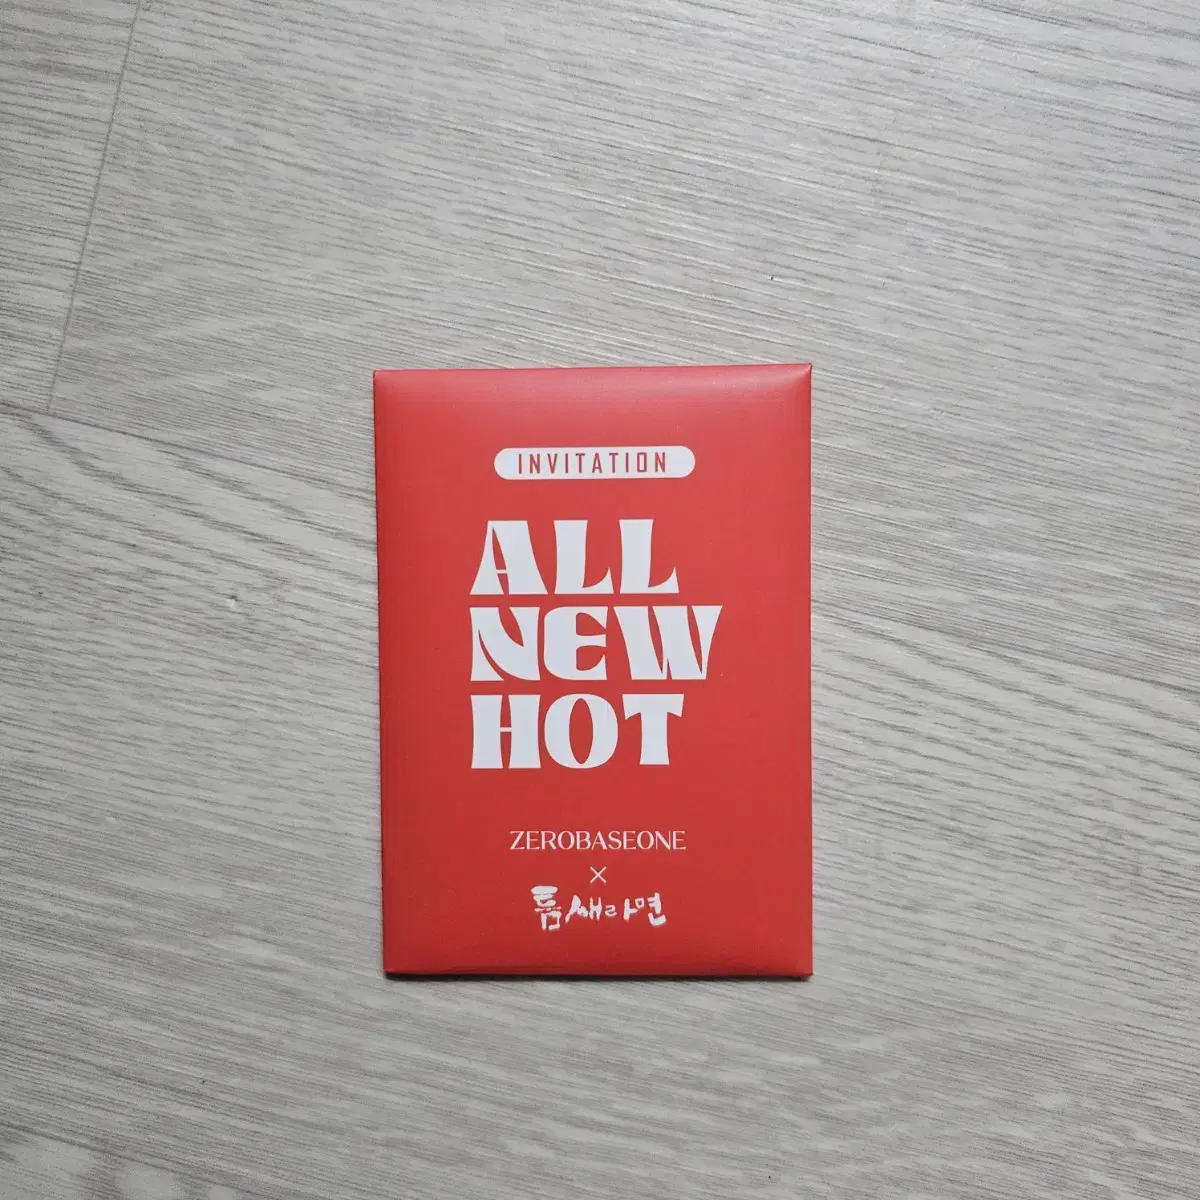 INVITATION
ALL
NEW
HOT
ZEROBASEONE
×
틈새라면